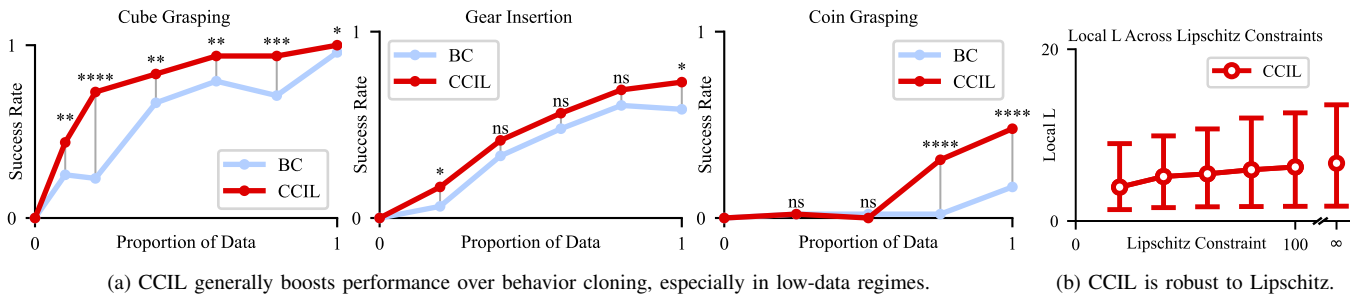 Cube Grasping
1
Success Rate
0
**
****
**
**
***
*
BC
CCIL
0
Proportion of Data
1
Gear Insertion
1
Success Rate
0
BC
CCIL
*
ns
ns
ns
*
0
Proportion of Data
1
Coin Grasping
1
Success Rate
0
BC
CCIL
ns
ns
****
****
0
Proportion of Data
1
(a) CCIL generally boosts performance over behavior cloning, especially in low-data regimes.
Local L Across Lipschitz Constraints
20
Local L
0
CCIL
0
Lipschitz Constraint
100
∞
(b) CCIL is robust to Lipschitz.